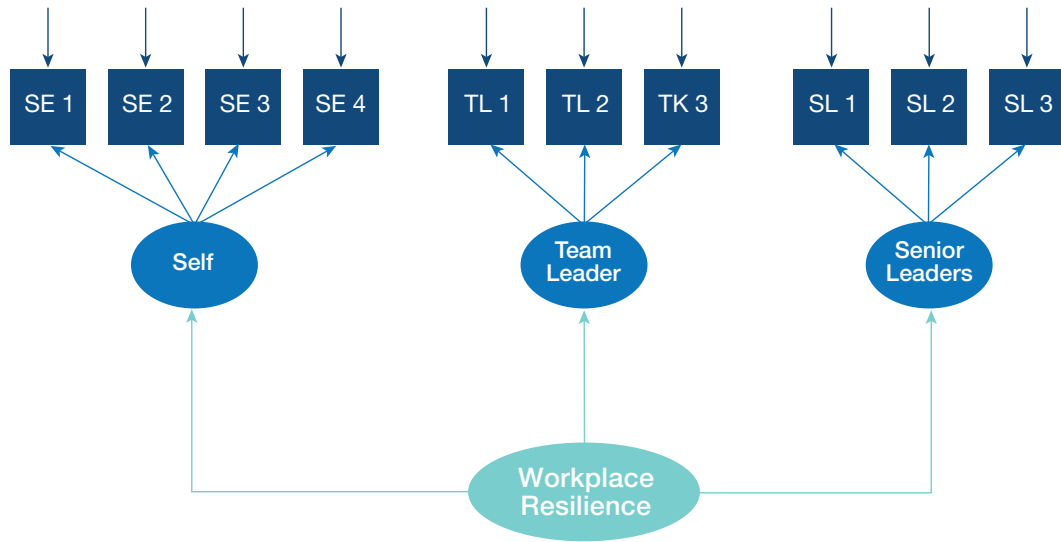 SE 1
SE 2
SE 3
SE 4
TL 1
TL 2
TK 3
SL 1
SL 2
SL 3
Self
Team
Leader
Senior
Leaders
Workplace
Resilience